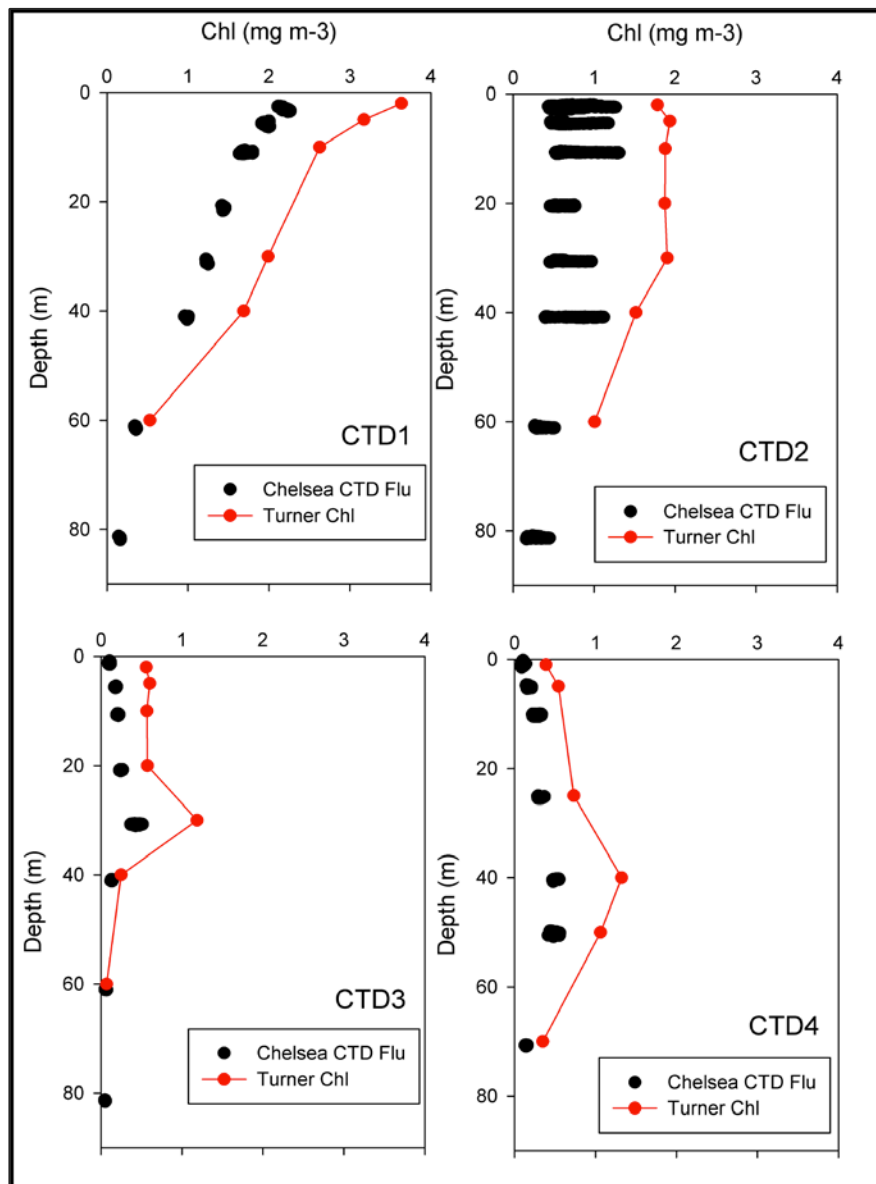 Chl (mg m-3)
0 1 2 3 4
0
20
40
60
80
Depth (m)
CTD1
Chelsea CTD Flu
Turner Chl
Chl (mg m-3)
0 1 2 3 4
0
20
40
60
80
Depth (m)
CTD2
Chelsea CTD Flu
Turner Chl
0 1 2 3 4
0
20
40
60
80
Depth (m)
CTD3
Chelsea CTD Flu
Turner Chl
0 1 2 3 4
0
20
40
60
80
Depth (m)
CTD4
Chelsea CTD Flu
Turner Chl